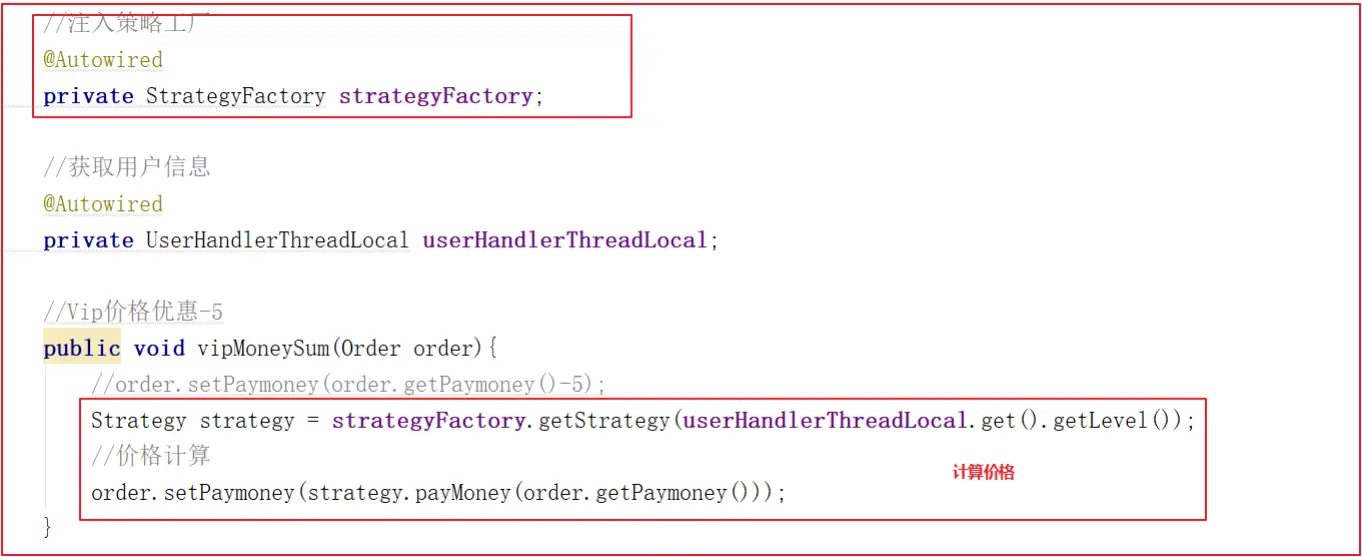 //注入策略工厂
@Autowired
private StrategyFactory strategyFactory;
//获取用户信息
@Autowired
private UserHandlerThreadLocal userHandlerThreadLocal;
//Vip价格优惠-5
public void vipMoneySum(Order order){
//order.setPaymoney(order.getPaymoney()-5);
Strategy strategy = strategyFactory.getStrategy(userHandlerThreadLocal.get().getLevel());
//价格计算
计算价格
order.setPaymoney(strategy.payMoney(order.getPaymoney()));
}